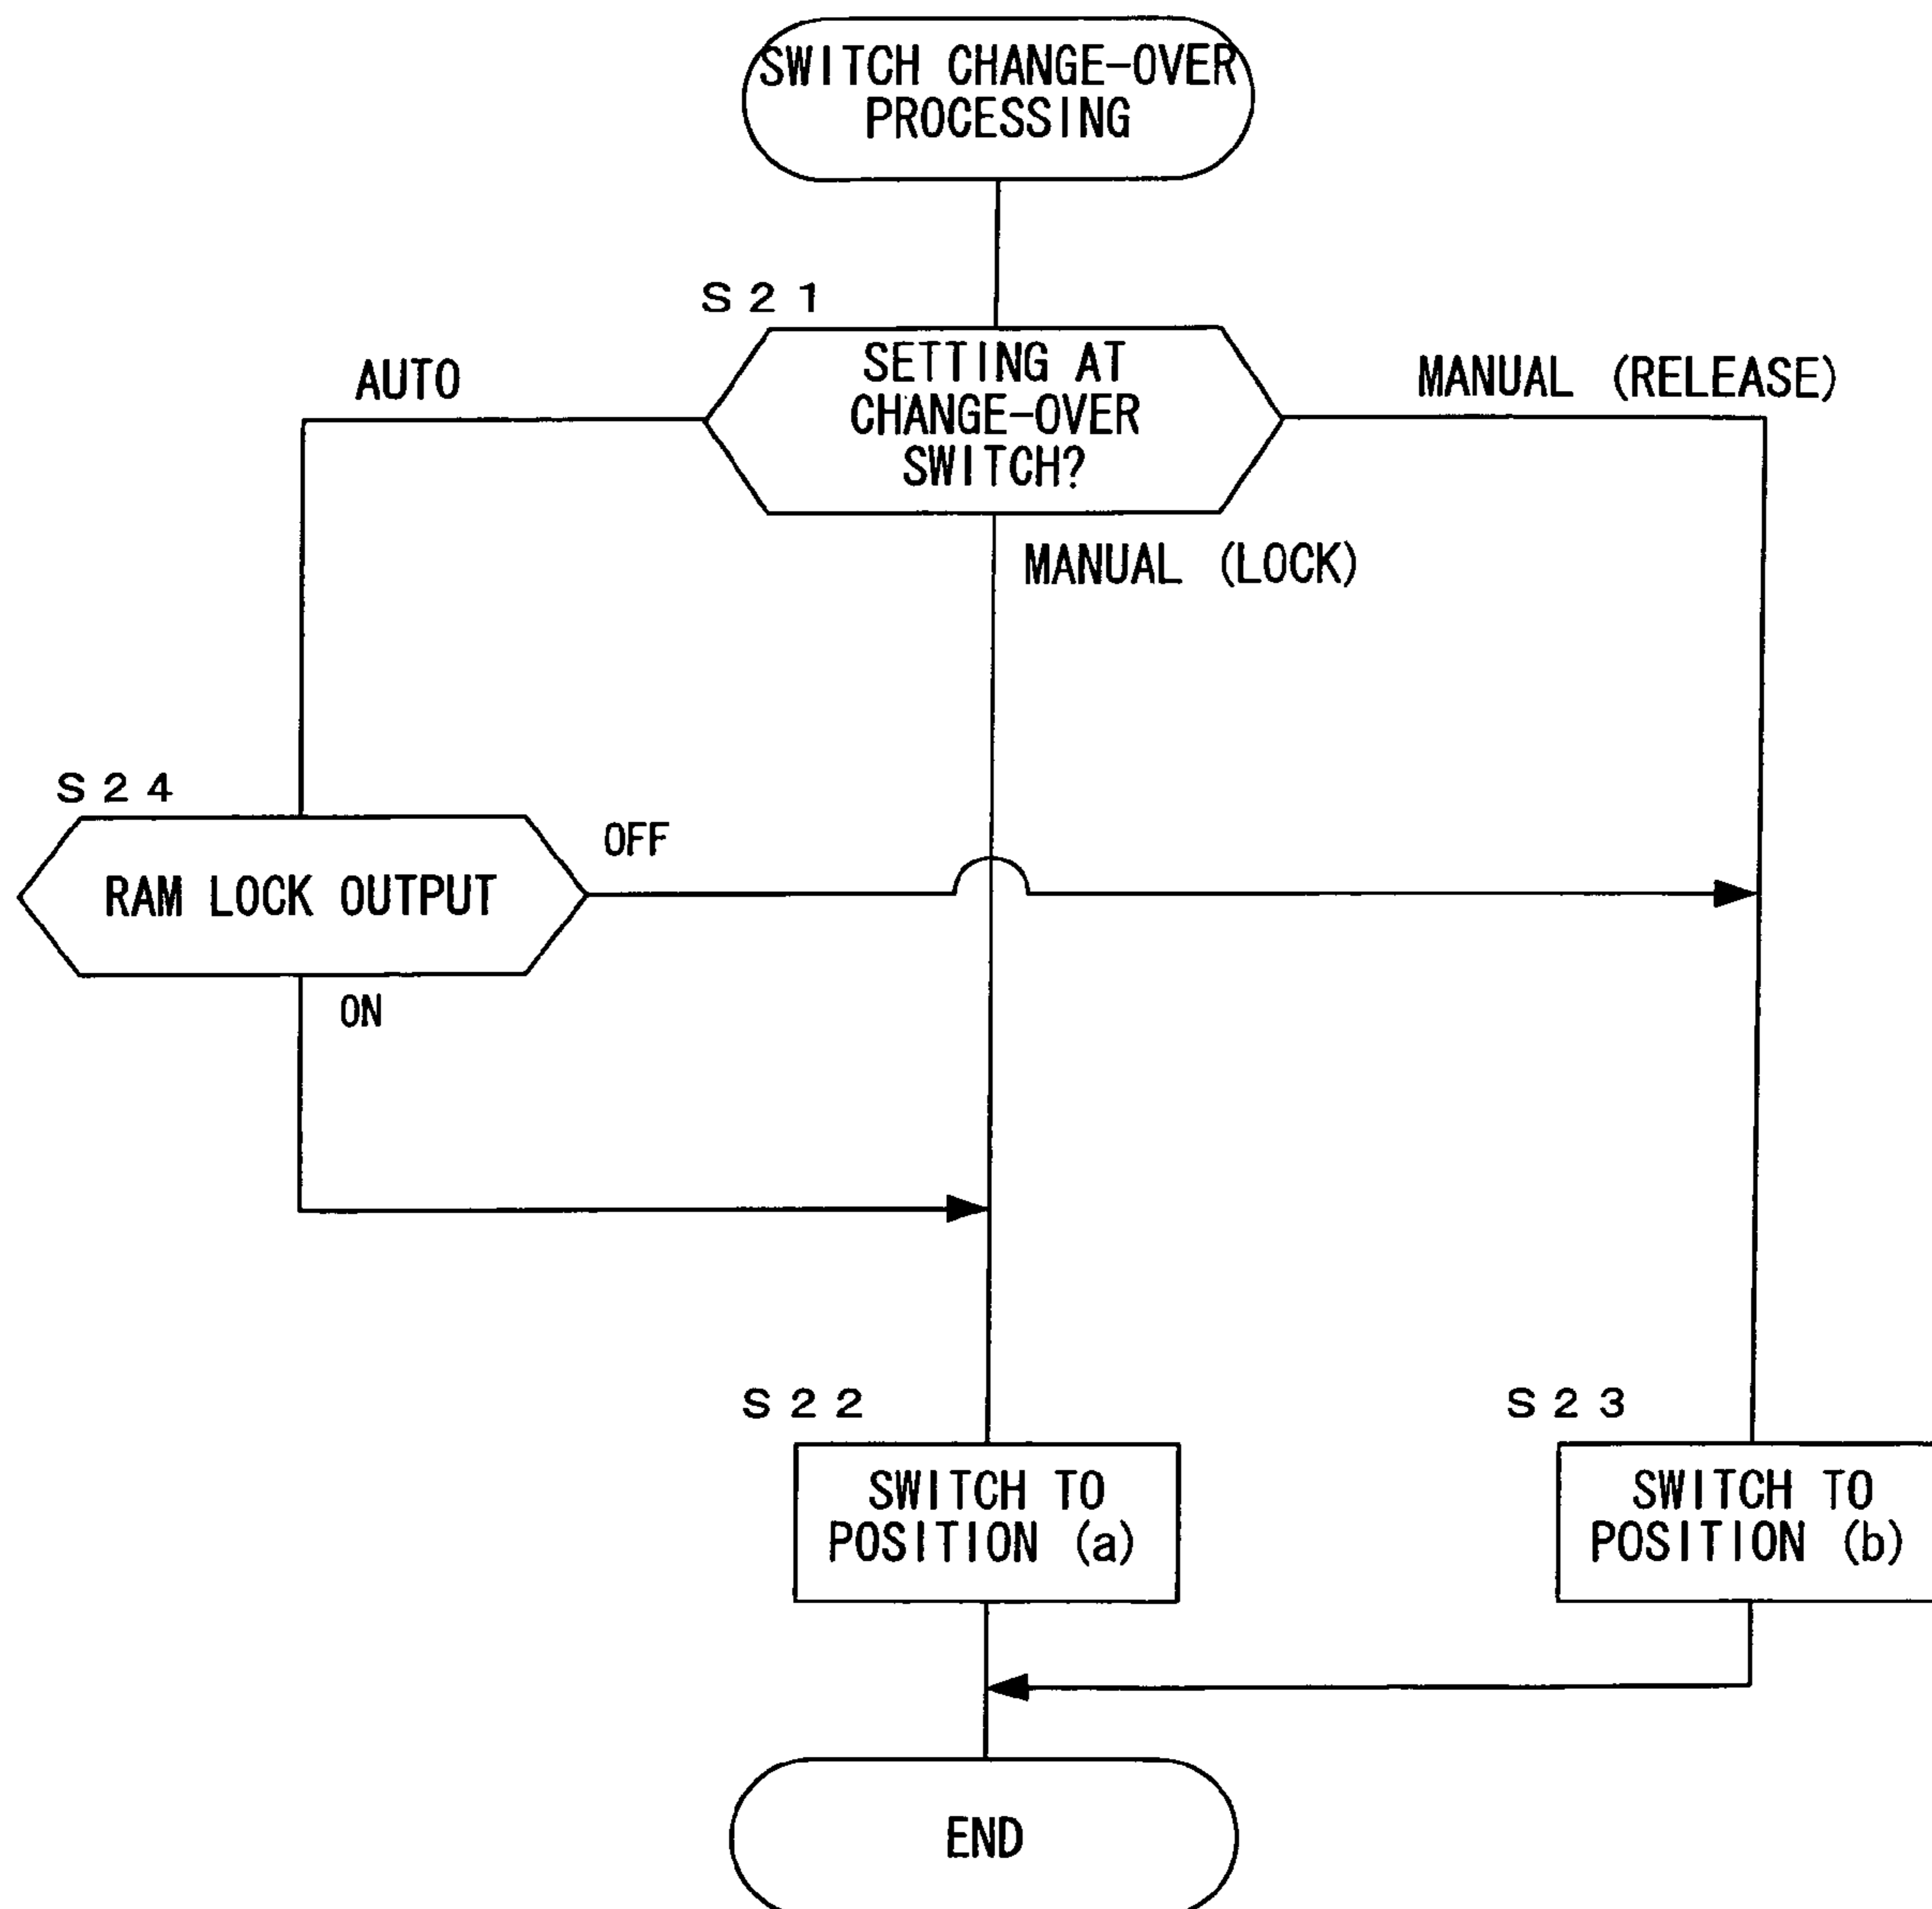 SWITCH CHANGE-OVER
PROCESSING
S21
SETTING AT
CHANGE-OVER
SWITCH?
AUTO
MANUAL (RELEASE)
MANUAL (LOCK)
S24
RAM LOCK OUTPUT
OFF
ON
S22
SWITCH TO
POSITION (a)
S23
SWITCH TO
POSITION (b)
END